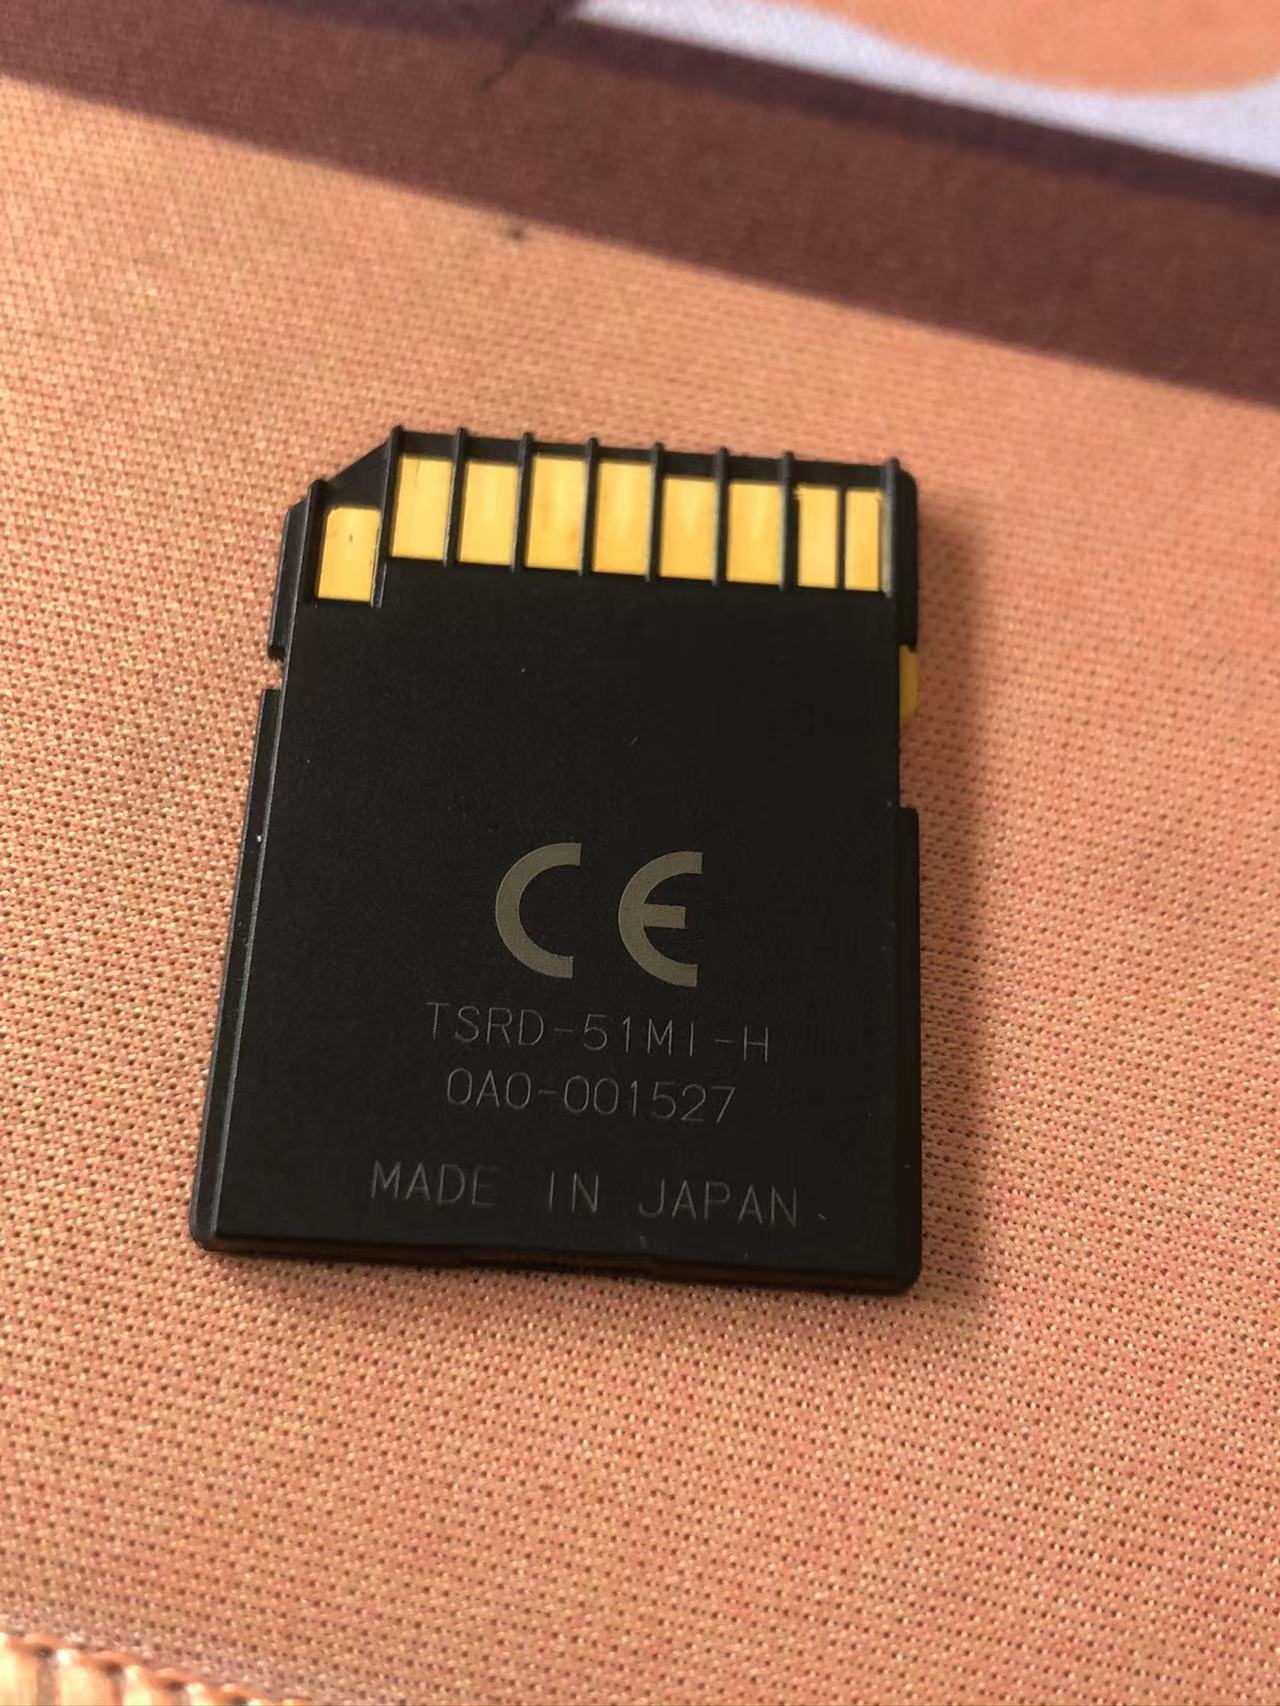 CE
TSRD-51MI-H
0A0-001527
MADE IN JAPAN